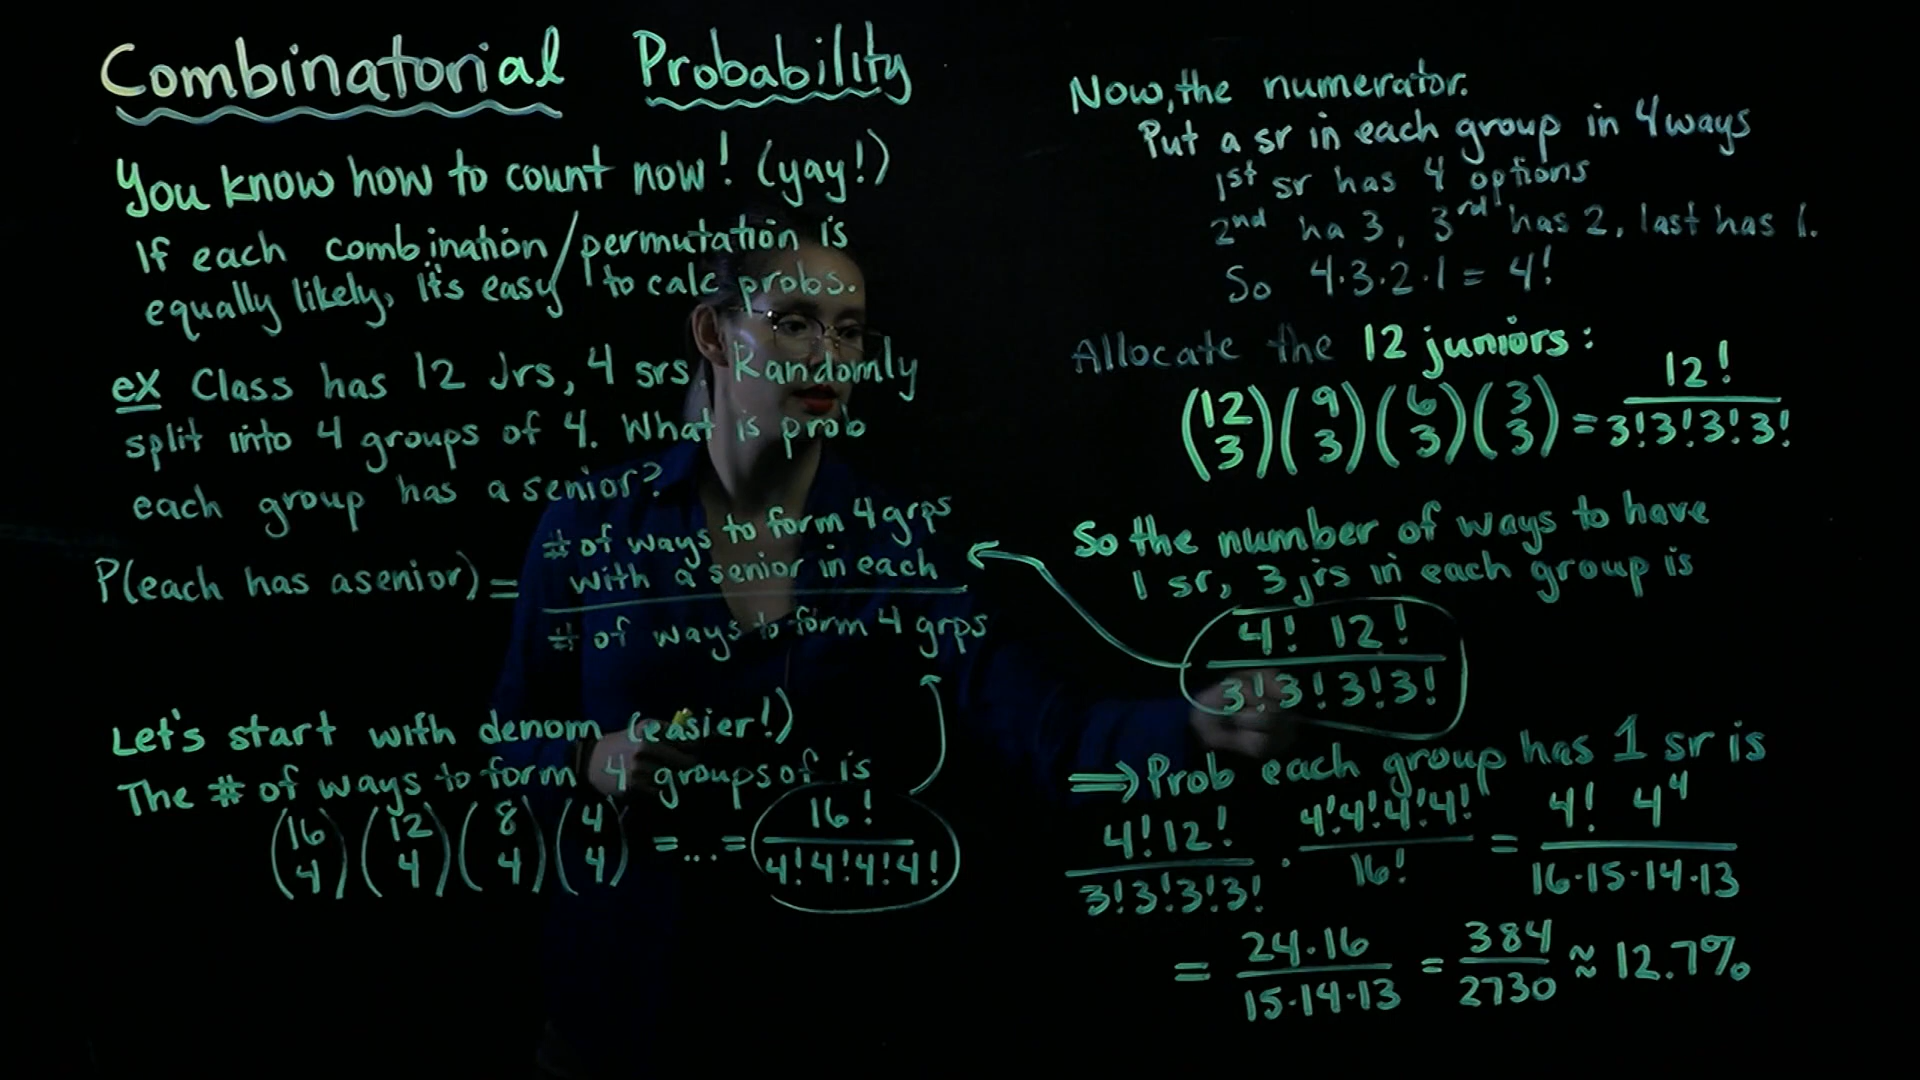 Combinatorial Probability
You know how to count now! (yay!)
If each combination/permutation is
equally likely, it's easy to calc probs.
ex Class has 12 Jrs, 4 srs. Randomly
split into 4 groups of 4. What is prob
each group has a senior?
P(each has a senior) = # of ways to form 4 grps with a senior in each / # of ways to form 4 grps
Let's start with denom (easier!)
The # of ways to form 4 groups of is
(16 4)(12 4)(8 4)(4 4) = ... = 16! / 4!4!4!4!
Now, the numerator.
Put a sr in each group in 4 ways
1st sr has 4 options
2nd ha 3, 3rd has 2, last has 1.
So 4·3·2·1 = 4!
Allocate the 12 juniors:
(12 3)(9 3)(6 3)(3 3) = 12! / 3!3!3!3!
So the number of ways to have
1 sr, 3 jrs in each group is
4! 12! / 3!3!3!3!
⟹ Prob each group has 1 sr is
4!12! / 3!3!3!3! · 4!4!4!4! / 16! = 4! 4⁴ / 16·15·14·13
= 24·16 / 15·14·13 = 384 / 2730 ≈ 12.7%